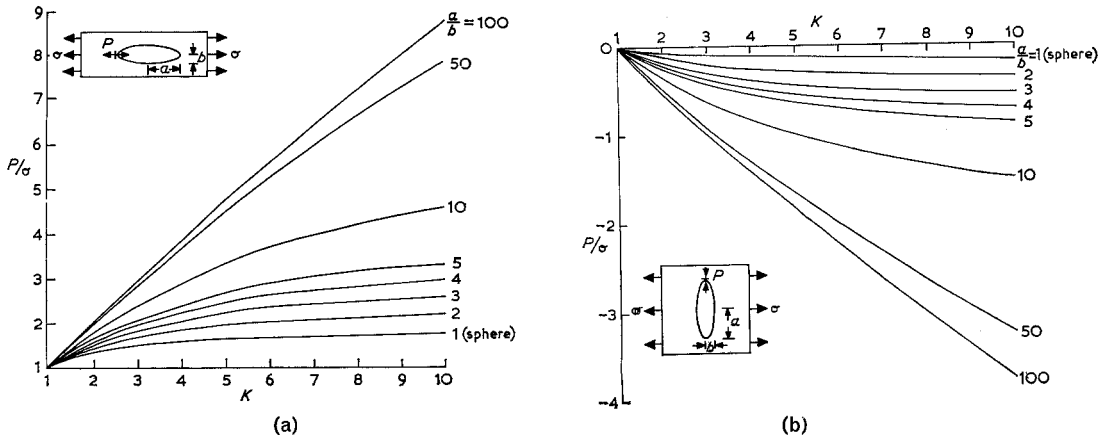 9
8
7
6
5
4
3
2
1
P/σ
1 2 3 4 5 6 7 8 9 10
K
a/b = 100
50
10
5
4
3
2
1 (sphere)
σ P b σ
a
(a)
K
1 2 3 4 5 6 7 8 9 10
0
-1
-2
-3
-4
P/σ
a/b = 1 (sphere)
2
3
4
5
10
50
100
P
σ a σ
b
(b)